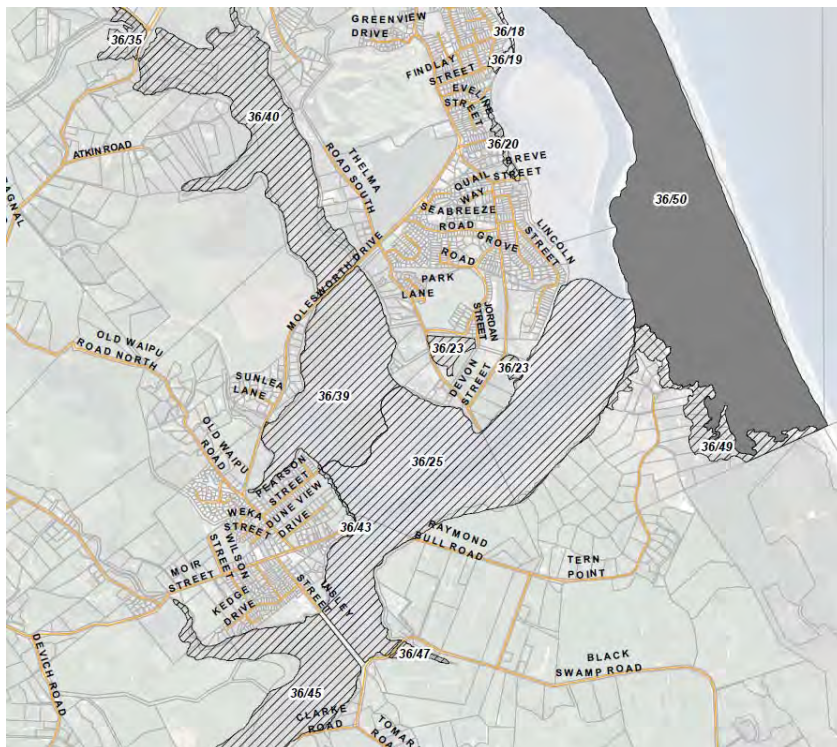 GREENVIEW
DRIVE
36/18
36/35
36/19
FINDLAY
STREET
EVELINE
STREET
36/40
36/20
ATKIN ROAD
BREVE
STREET
THELMA
ROAD SOUTH
QUAIL
WAY
36/50
SEABREEZE
ROAD
LINCOLN
STREET
GROVE
ROAD
MOLESWORTH DRIVE
PARK
LANE
JORDAN
STREET
OLD WAIPU
ROAD NORTH
36/23
36/23
SUNLEA
LANE
DEVON
STREET
36/39
OLD WAIPU
ROAD
36/49
36/25
PEARSON
STREET
WEKA
STREET
DUNE VIEW
DRIVE
36/43
RAYMOND
BULL ROAD
WILSON
STREET
MOIR
STREET
TERN
POINT
INSLEY
STREET
KEDGE
DRIVE
DEVICH ROAD
36/47
BLACK
SWAMP ROAD
36/45
CLARKE
ROAD